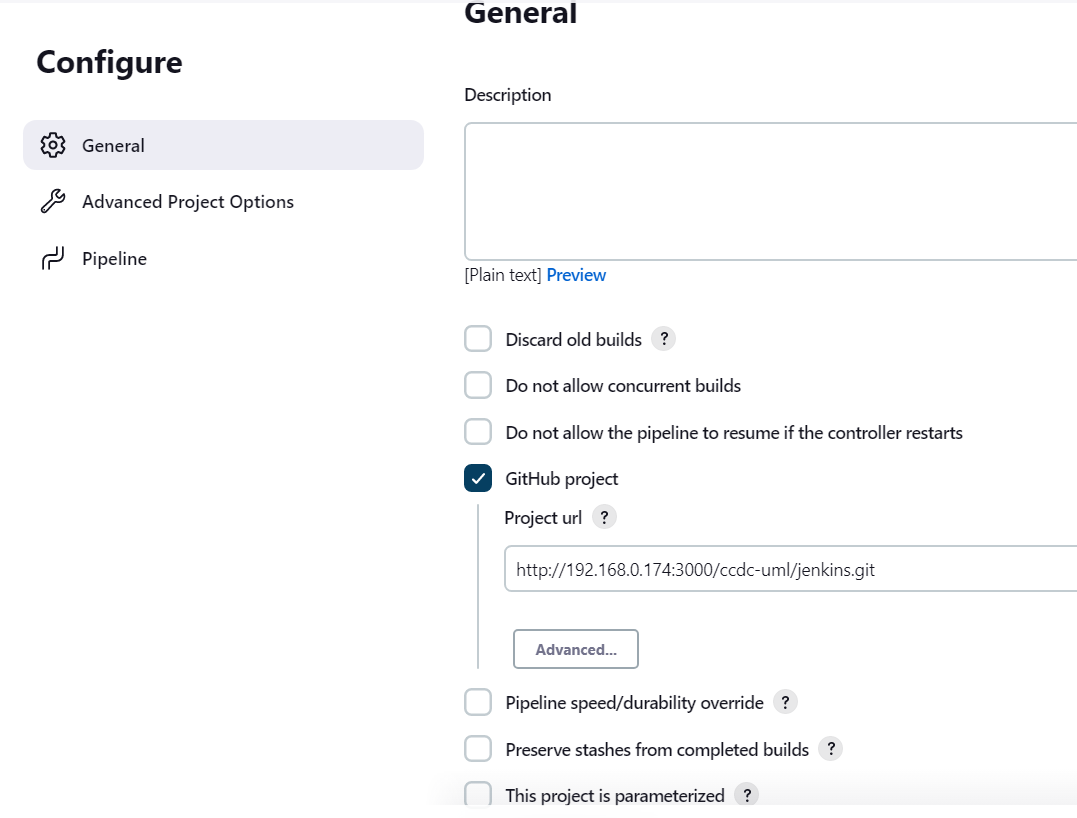 General
Configure
Description
General
Advanced Project Options
Pipeline
[Plain text] Preview
Discard old builds ?
Do not allow concurrent builds
Do not allow the pipeline to resume if the controller restarts
GitHub project
Project url ?
http://192.168.0.174:3000/ccdc-uml/jenkins.git
Advanced...
Pipeline speed/durability override ?
Preserve stashes from completed builds ?
This project is parameterized ?